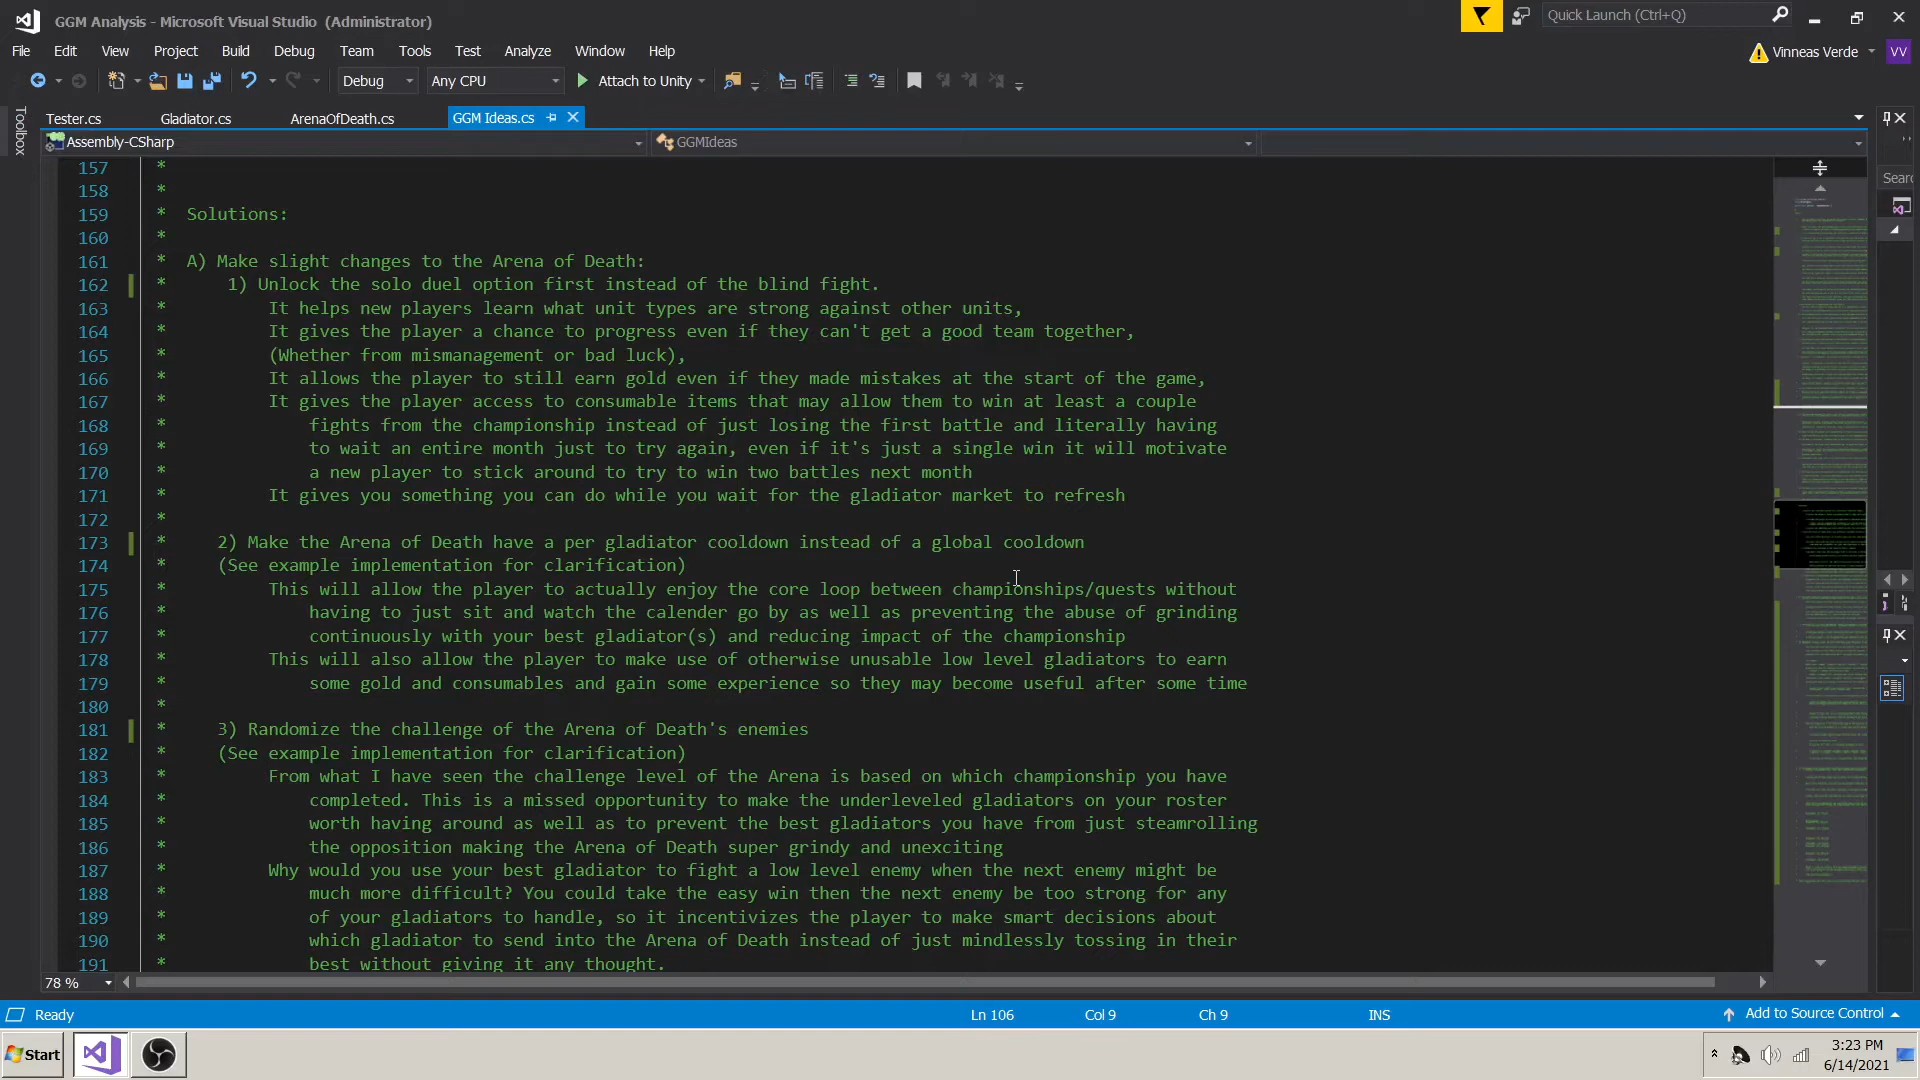 GGM Analysis - Microsoft Visual Studio (Administrator)
Quick Launch (Ctrl+Q)
File Edit View Project Build Debug Team Tools Test Analyze Window Help
Vinneas Verde VV
Debug Any CPU Attach to Unity
Toolbox
Tester.cs Gladiator.cs ArenaOfDeath.cs GGM Ideas.cs
Assembly-CSharp GGMIdeas
Searc
157 *
158 *
159 * Solutions:
160 *
161 * A) Make slight changes to the Arena of Death:
162 * 1) Unlock the solo duel option first instead of the blind fight.
163 * It helps new players learn what unit types are strong against other units,
164 * It gives the player a chance to progress even if they can't get a good team together,
165 * (Whether from mismanagement or bad luck),
166 * It allows the player to still earn gold even if they made mistakes at the start of the game,
167 * It gives the player access to consumable items that may allow them to win at least a couple
168 * fights from the championship instead of just losing the first battle and literally having
169 * to wait an entire month just to try again, even if it's just a single win it will motivate
170 * a new player to stick around to try to win two battles next month
171 * It gives you something you can do while you wait for the gladiator market to refresh
172 *
173 * 2) Make the Arena of Death have a per gladiator cooldown instead of a global cooldown
174 * (See example implementation for clarification)
175 * This will allow the player to actually enjoy the core loop between championships/quests without
176 * having to just sit and watch the calender go by as well as preventing the abuse of grinding
177 * continuously with your best gladiator(s) and reducing impact of the championship
178 * This will also allow the player to make use of otherwise unusable low level gladiators to earn
179 * some gold and consumables and gain some experience so they may become useful after some time
180 *
181 * 3) Randomize the challenge of the Arena of Death's enemies
182 * (See example implementation for clarification)
183 * From what I have seen the challenge level of the Arena is based on which championship you have
184 * completed. This is a missed opportunity to make the underleveled gladiators on your roster
185 * worth having around as well as to prevent the best gladiators you have from just steamrolling
186 * the opposition making the Arena of Death super grindy and unexciting
187 * Why would you use your best gladiator to fight a low level enemy when the next enemy might be
188 * much more difficult? You could take the easy win then the next enemy be too strong for any
189 * of your gladiators to handle, so it incentivizes the player to make smart decisions about
190 * which gladiator to send into the Arena of Death instead of just mindlessly tossing in their
191 * best without giving it any thought.
78 %
Ready Ln 106 Col 9 Ch 9 INS Add to Source Control
Start
3:23 PM
6/14/2021